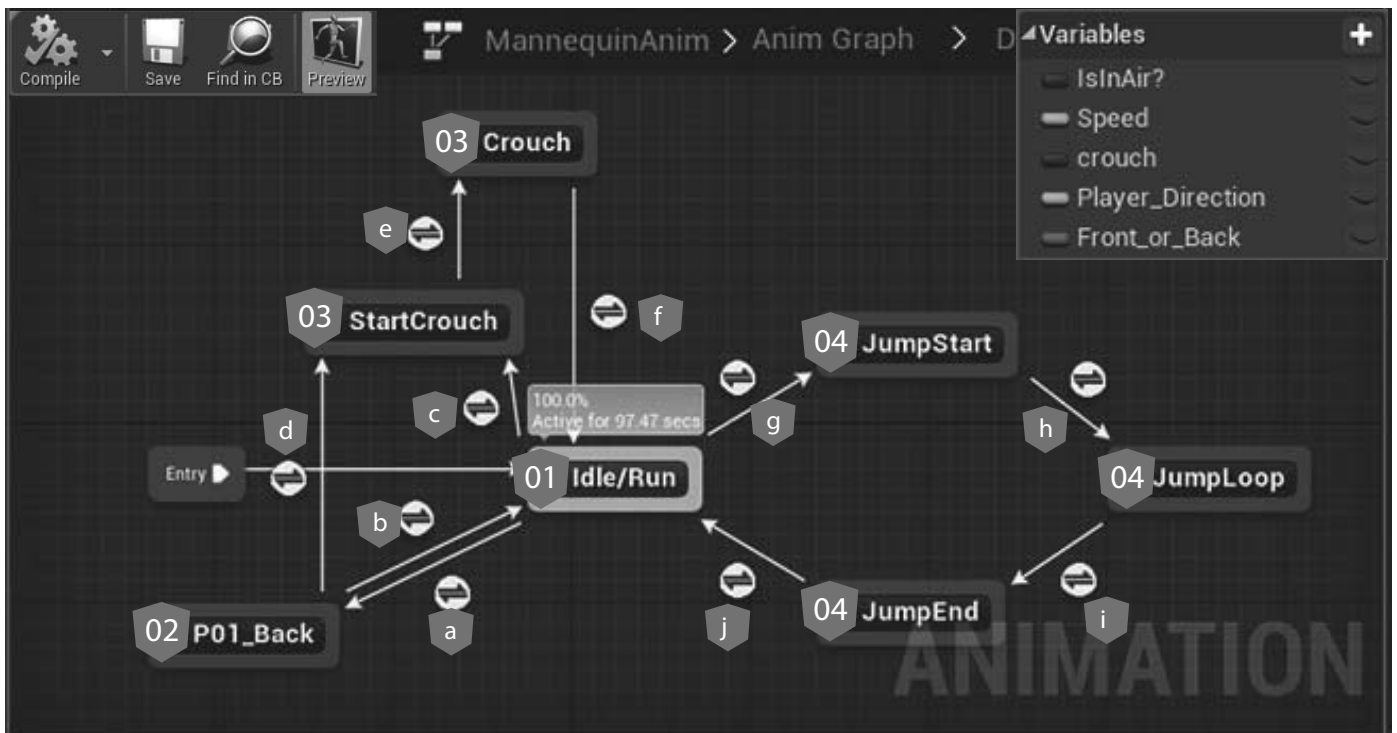 Compile
Save
Find in CB
Preview
MannequinAnim > Anim Graph > D
Variables +
IsInAir?
Speed
crouch
Player_Direction
Front_or_Back
03 Crouch
e
03 StartCrouch
f
04 JumpStart
100.0%
Active for 97.47 secs
c
d
g
h
Entry
01 Idle/Run
04 JumpLoop
b
a
j
04 JumpEnd
i
02 P01_Back
ANIMATION